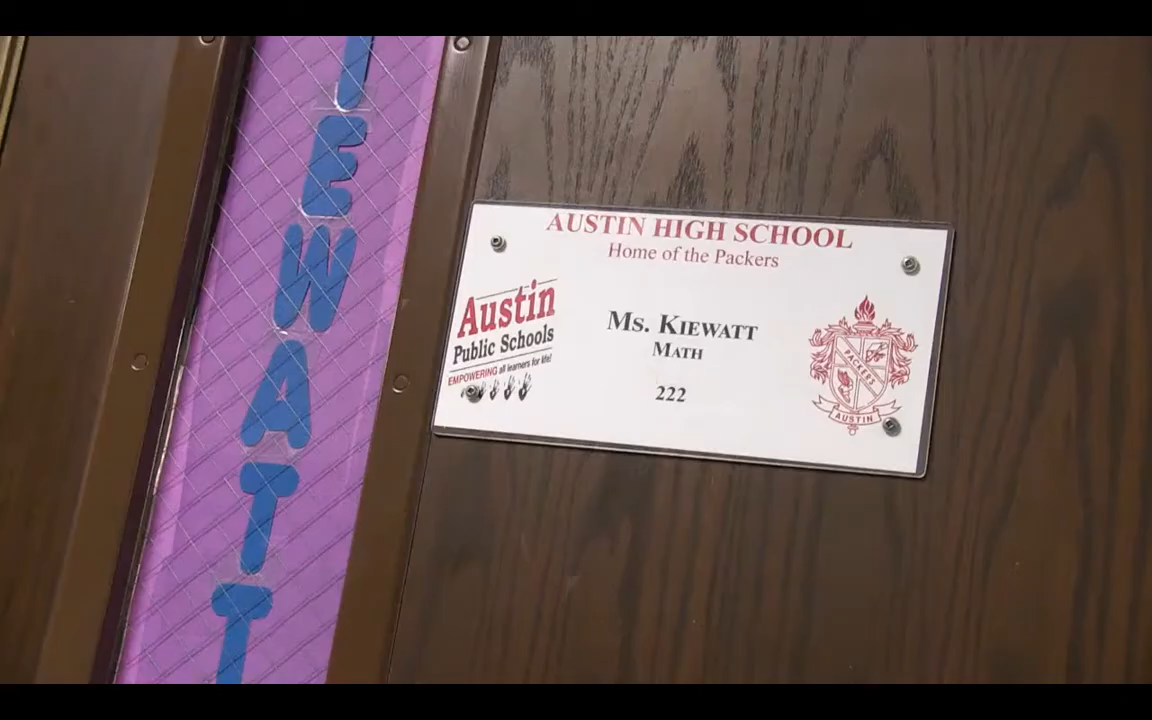 IEWATT
AUSTIN HIGH SCHOOL
Home of the Packers
Austin
Public Schools
EMPOWERING all learners for life!
MS. KIEWATT
MATH
222
PACKERS
AUSTIN